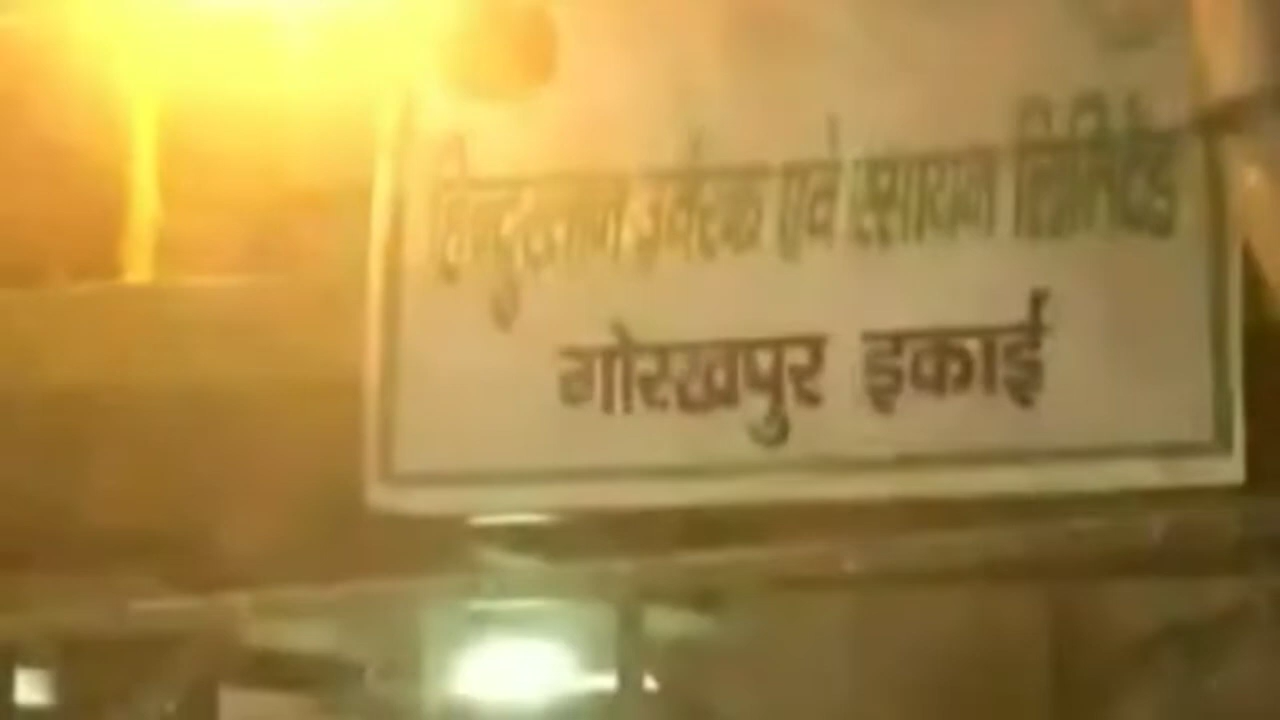 हिन्दुस्तान उर्वरक एवं रसायन लिमिटेड
गोरखपुर इकाई